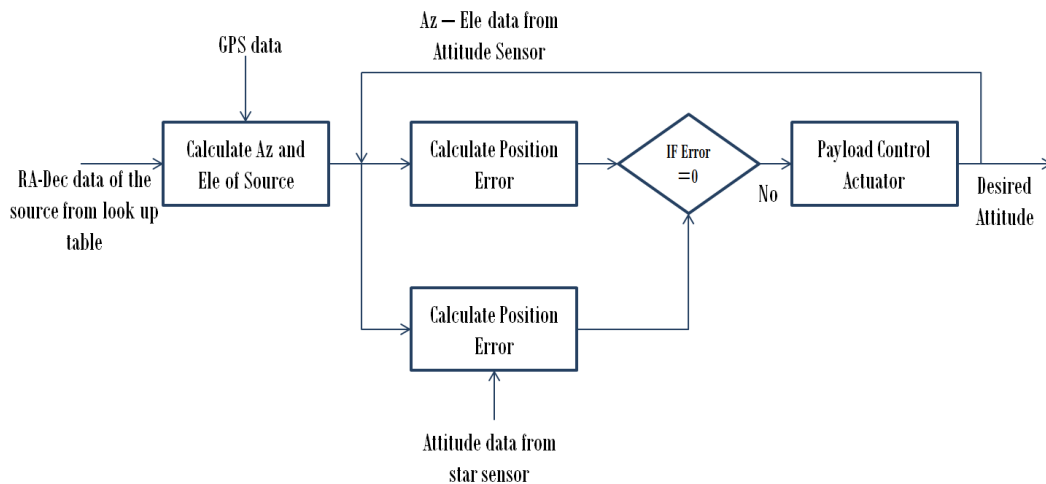 Az – Ele data from
Attitude Sensor
GPS data
Calculate Az and
Ele of Source
RA-Dec data of the
source from look up
table
Calculate Position
Error
IF Error
=0
No
Payload Control
Actuator
Desired
Attitude
Calculate Position
Error
Attitude data from
star sensor